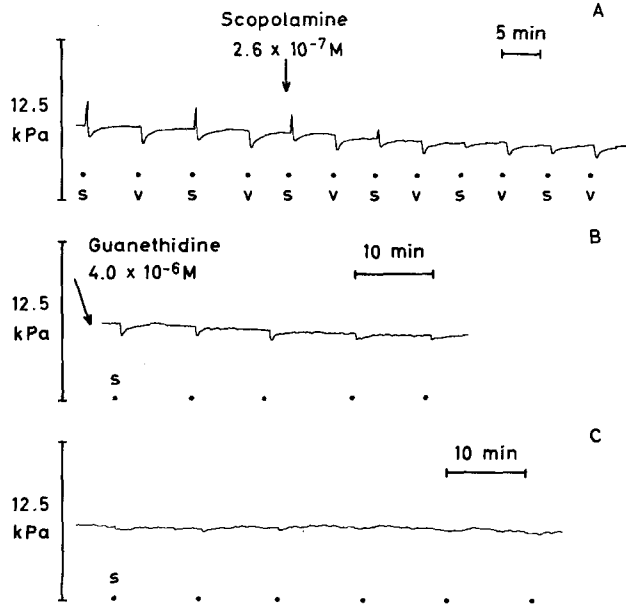 A
Scopolamine
2.6 x 10⁻⁷M
5 min
12.5
kPa
s v s v s v s v s v s v
B
Guanethidine
4.0 x 10⁻⁶M
10 min
12.5
kPa
s
C
10 min
12.5
kPa
s